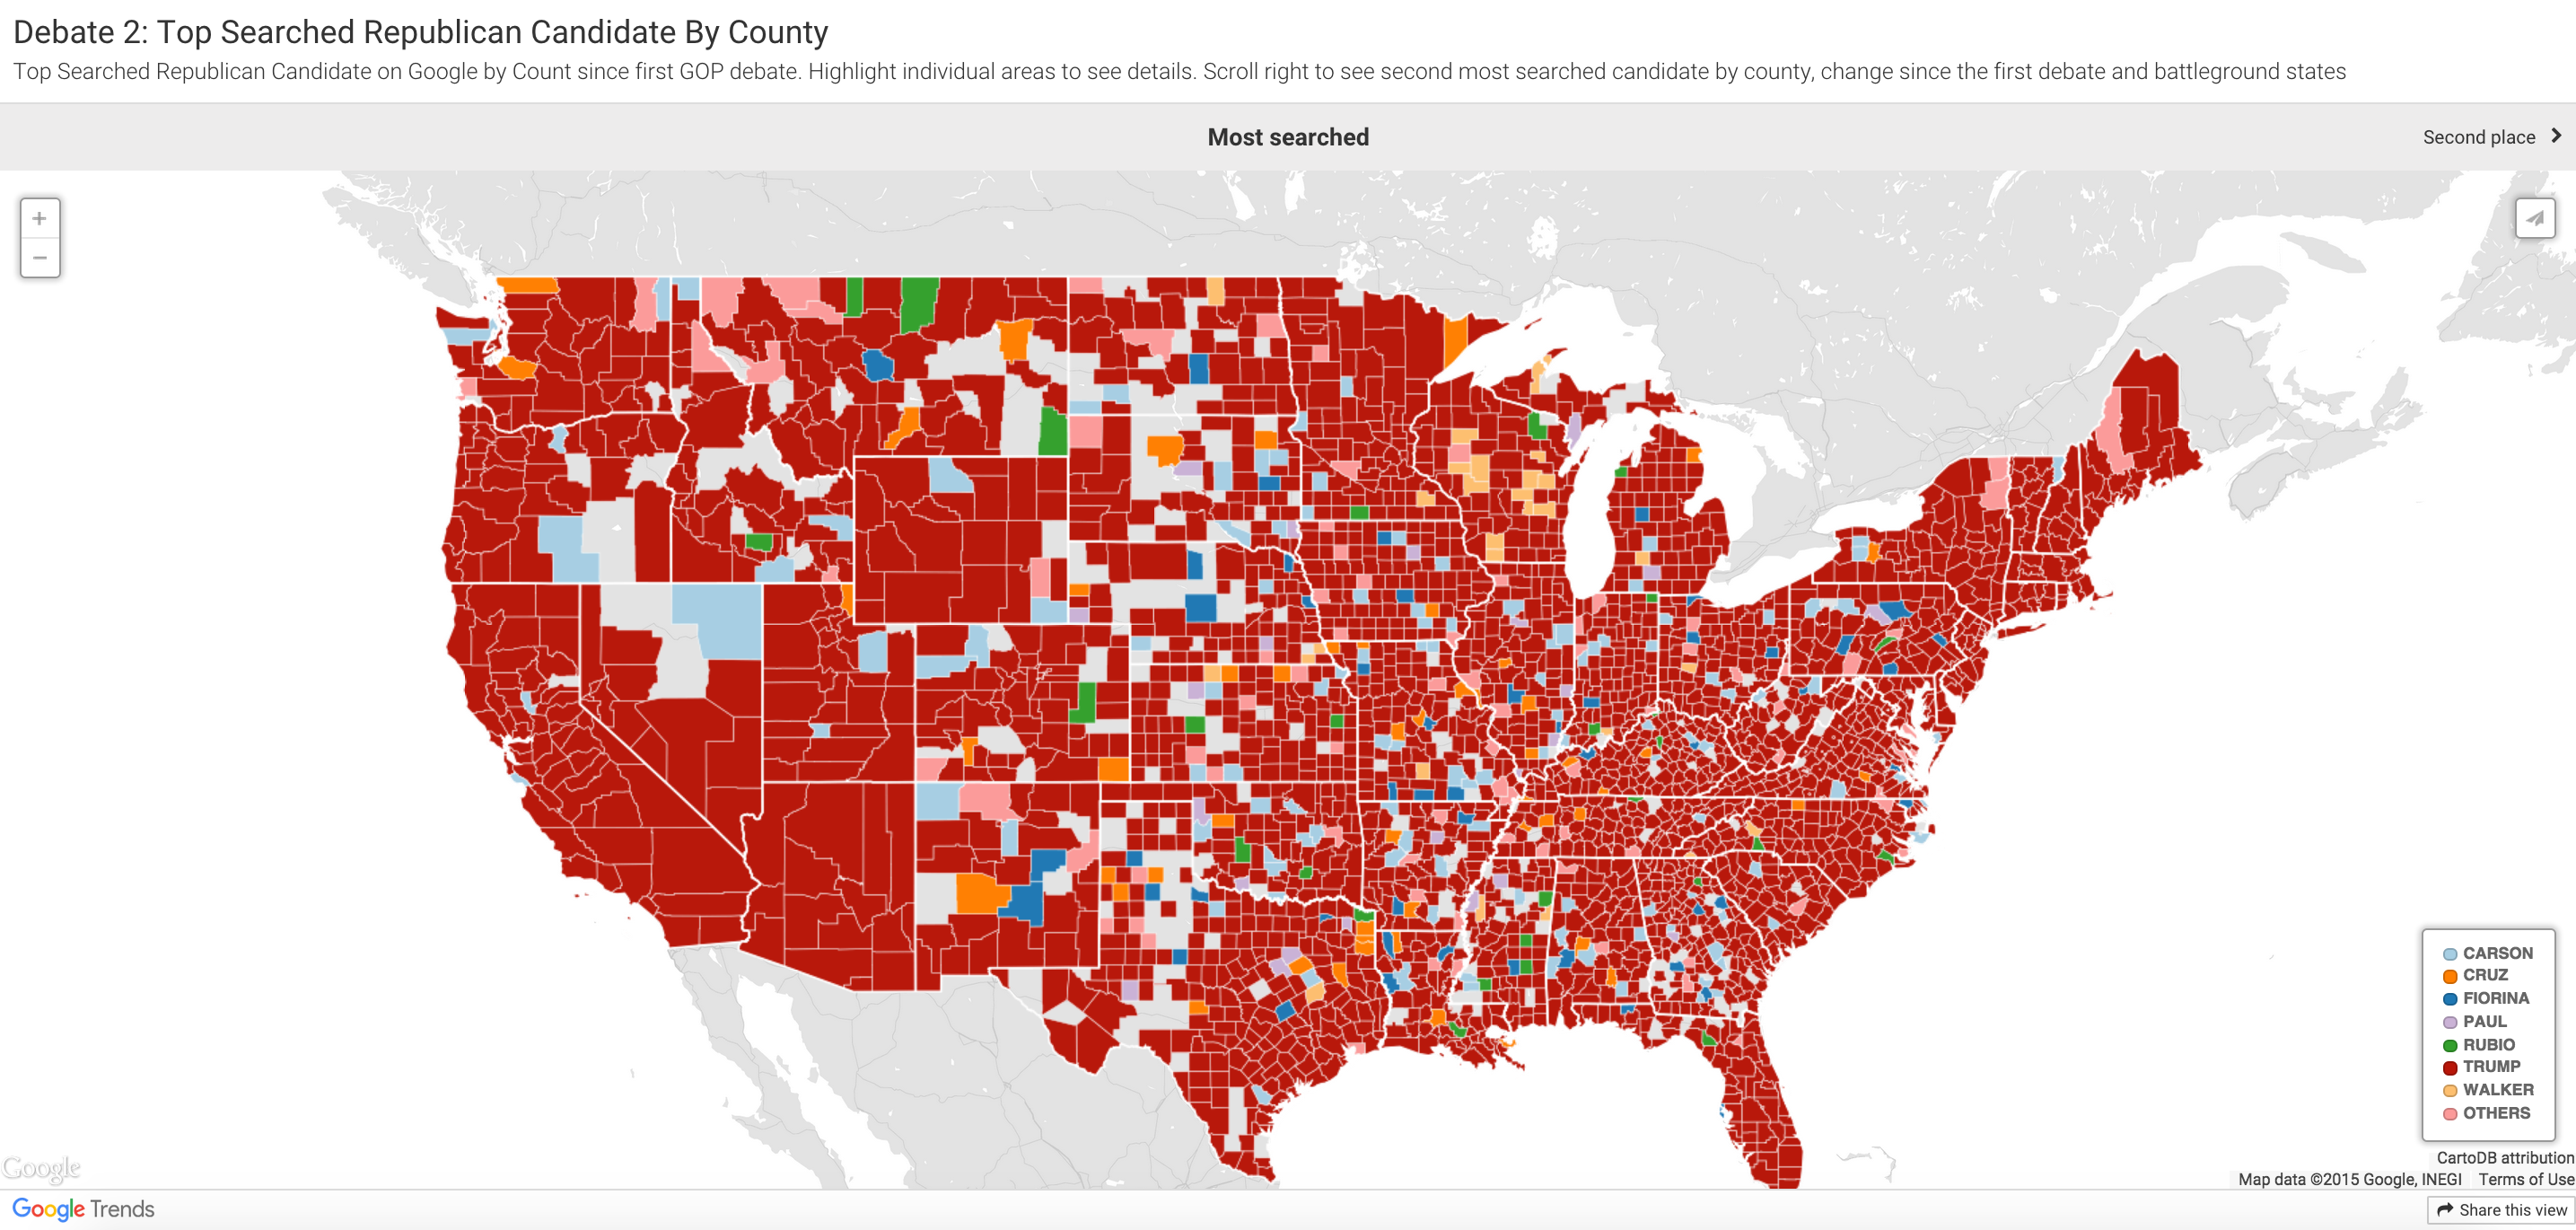 Debate 2: Top Searched Republican Candidate By County
Top Searched Republican Candidate on Google by Count since first GOP debate. Highlight individual areas to see details. Scroll right to see second most searched candidate by county, change since the first debate and battleground states
Most searched
Second place
+
−
CARSON
CRUZ
FIORINA
PAUL
RUBIO
TRUMP
WALKER
OTHERS
Google
CartoDB attribution
Map data ©2015 Google, INEGI Terms of Use
Google Trends
Share this view